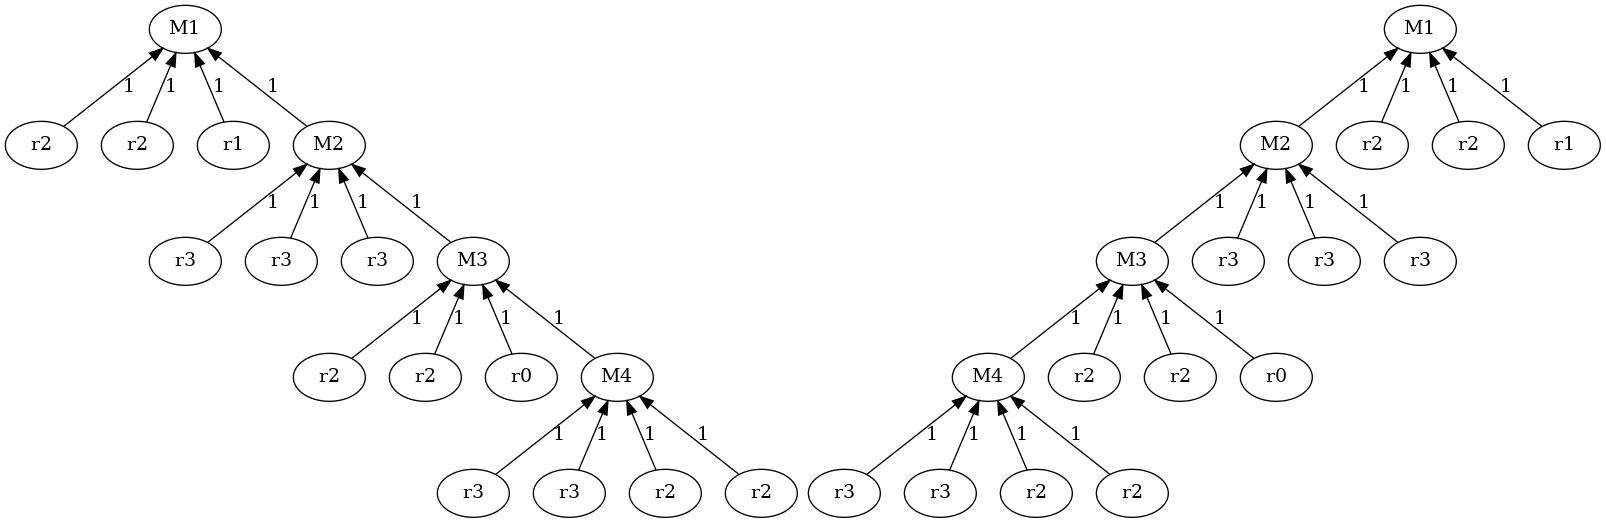 M1 M1
1 1 1 1 1 1 1 1
r2 r2 r1 M2 M2 r2 r2 r1
1 1 1 1 1 1 1 1
r3 r3 r3 M3 M3 r3 r3 r3
1 1 1 1 1 1 1 1
r2 r2 r0 M4 M4 r2 r2 r0
1 1 1 1 1 1 1 1
r3 r3 r2 r2 r3 r3 r2 r2